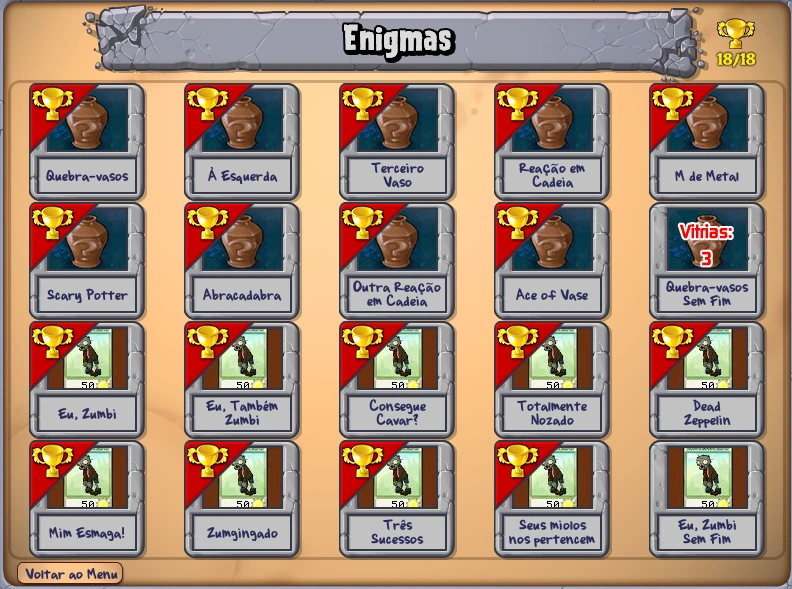 Enigmas
18/18
Quebra-vasos
À Esquerda
Terceiro
Vaso
Reação em
Cadeia
M de Metal
Scary Potter
Abracadabra
Outra Reação
em Cadeia
Ace of Vase
Vitrias:
3
Quebra-vasos
Sem Fim
50
Eu, Zumbi
50
Eu, Também
Zumbi
50
Consegue
Cavar?
50
Totalmente
Nozado
50
Dead
Zeppelin
50
Mim Esmaga!
50
Zumgingado
50
Três
Sucessos
50
Seus miolos
nos pertencem
50
Eu, Zumbi
Sem Fim
Voltar ao Menu